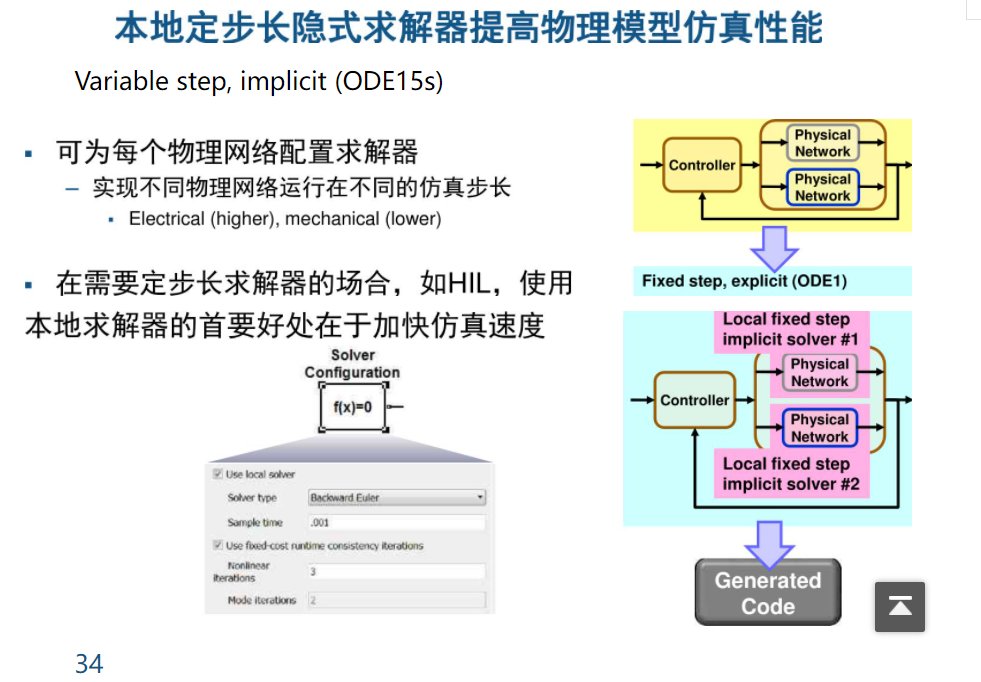 本地定步长隐式求解器提高物理模型仿真性能
Variable step, implicit (ODE15s)
▪ 可为每个物理网络配置求解器
– 实现不同物理网络运行在不同的仿真步长
▪ Electrical (higher), mechanical (lower)
▪ 在需要定步长求解器的场合，如HIL，使用
本地求解器的首要好处在于加快仿真速度
Solver
Configuration
f(x)=0
Use local solver
Solver type
Backward Euler
Sample time
.001
Use fixed-cost runtime consistency iterations
Nonlinear
iterations
3
Mode iterations
2
Controller
Physical
Network
Physical
Network
Fixed step, explicit (ODE1)
Local fixed step
implicit solver #1
Physical
Network
Controller
Physical
Network
Local fixed step
implicit solver #2
Generated
Code
34